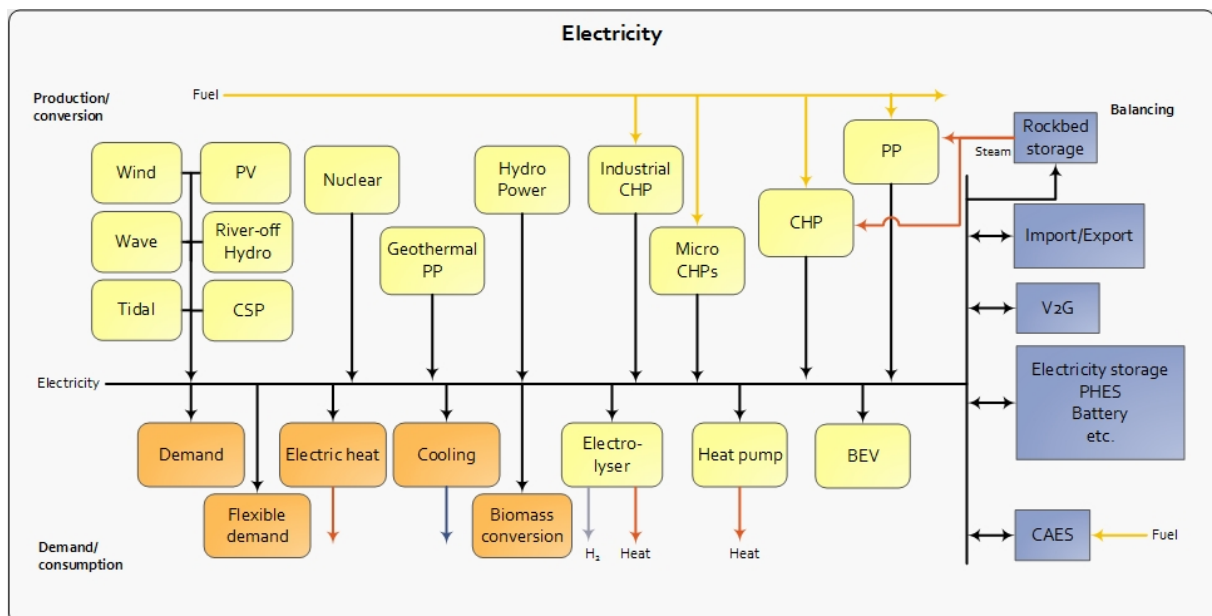 Electricity
Production/
conversion
Fuel
Balancing
Wind
PV
Nuclear
Hydro
Power
Industrial
CHP
PP
Steam
Rockbed
storage
Wave
River-off
Hydro
Geothermal
PP
Micro
CHPs
CHP
Import/Export
Tidal
CSP
V2G
Electricity
Electricity storage
PHES
Battery
etc.
Demand
Electric heat
Cooling
Electro-
lyser
Heat pump
BEV
Flexible
demand
Biomass
conversion
Demand/
consumption
H₂
Heat
Heat
CAES
Fuel